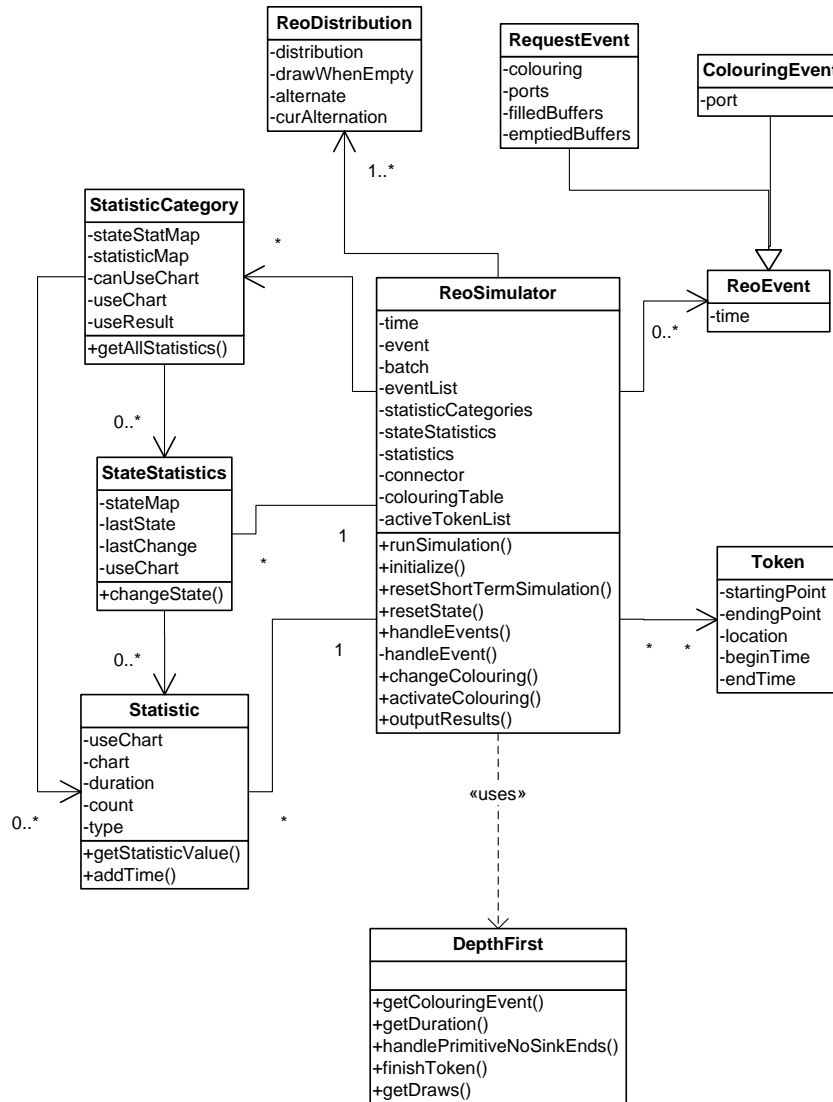 ReoDistribution
-distribution
-drawWhenEmpty
-alternate
-curAlternation
RequestEvent
-colouring
-ports
-filledBuffers
-emptiedBuffers
ColouringEvent
-port
1..*
StatisticCategory
-stateStatMap
-statisticMap
-canUseChart
-useChart
-useResult
+getAllStatistics()
*
ReoSimulator
-time
-event
-batch
-eventList
-statisticCategories
-stateStatistics
-statistics
-connector
-colouringTable
-activeTokenList
+runSimulation()
+initialize()
+resetShortTermSimulation()
+resetState()
+handleEvents()
-handleEvent()
+changeColouring()
+activateColouring()
+outputResults()
ReoEvent
-time
0..*
0..*
StateStatistics
-stateMap
-lastState
-lastChange
-useChart
+changeState()
1
*
Token
-startingPoint
-endingPoint
-location
-beginTime
-endTime
*
*
0..*
1
Statistic
-useChart
-chart
-duration
-count
-type
+getStatisticValue()
+addTime()
0..*
*
«uses»
DepthFirst
+getColouringEvent()
+getDuration()
+handlePrimitiveNoSinkEnds()
+finishToken()
+getDraws()